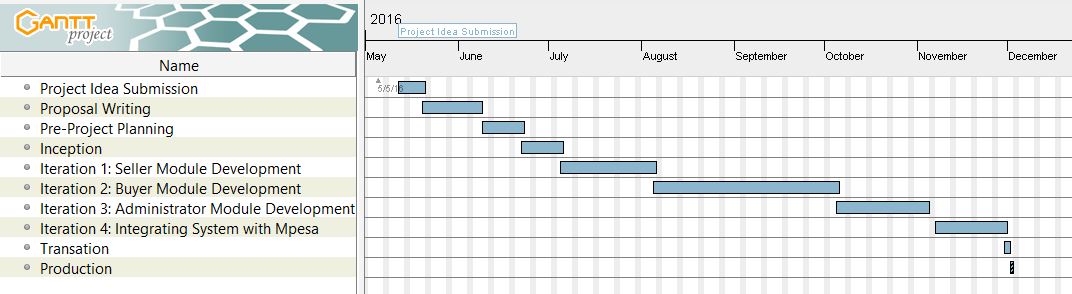 GANTT
project
2016
Project Idea Submission
May June July August September October November December
Name
Project Idea Submission
5/5/16
Proposal Writing
Pre-Project Planning
Inception
Iteration 1: Seller Module Development
Iteration 2: Buyer Module Development
Iteration 3: Administrator Module Development
Iteration 4: Integrating System with Mpesa
Transation
Production